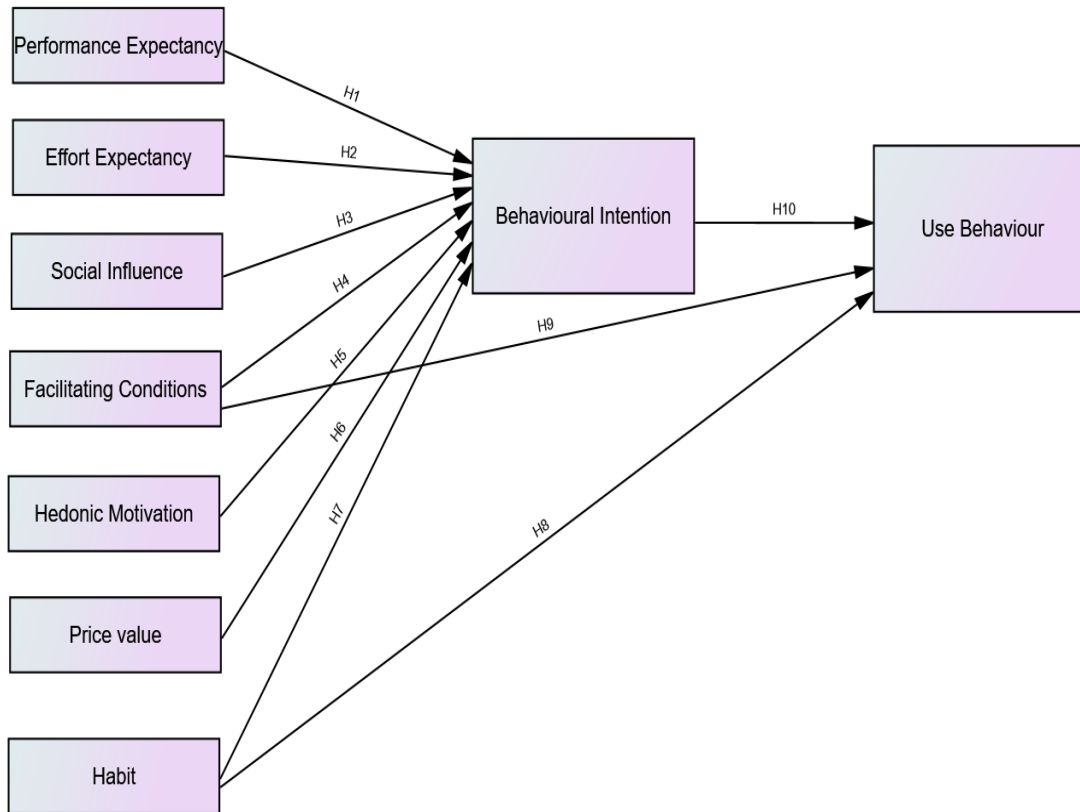 Performance Expectancy
H1
Effort Expectancy
H2
Social Influence
H3
Behavioural Intention
H10
Use Behaviour
Facilitating Conditions
H4
H9
Hedonic Motivation
H5
Price value
H6
Habit
H7
H8